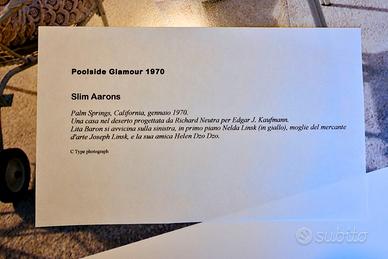 Poolside Glamour 1970
Slim Aarons
Palm Springs, California, gennaio 1970.
Una casa nel deserto progettata da Richard Neutra per Edgar J. Kaufmann.
Lita Baron si avvicina sulla sinistra, in primo piano Nelda Linsk (in giallo), moglie del mercante
d'arte Joseph Linsk, e la sua amica Helen Dzo Dzo.
C Type photograph
subito